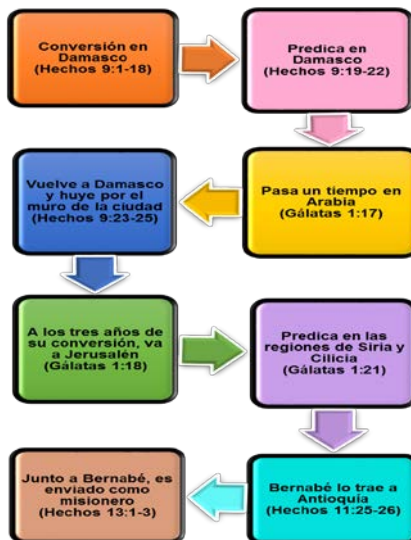 Conversión en
Damasco
(Hechos 9:1-18)
Predica en
Damasco
(Hechos 9:19-22)
Pasa un tiempo en
Arabia
(Gálatas 1:17)
Vuelve a Damasco
y huye por el
muro de la ciudad
(Hechos 9:23-25)
A los tres años de
su conversión, va
a Jerusalén
(Gálatas 1:18)
Predica en las
regiones de Siria y
Cilicia
(Gálatas 1:21)
Bernabé lo trae a
Antioquía
(Hechos 11:25-26)
Junto a Bernabé, es
enviado como
misionero
(Hechos 13:1-3)